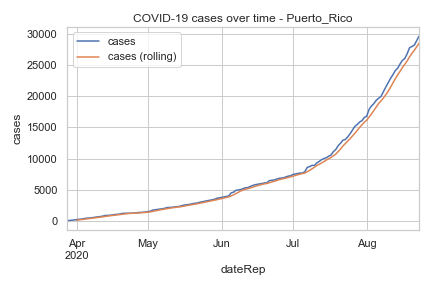 COVID-19 cases over time - Puerto_Rico
cases
cases (rolling)
30000
25000
20000
15000
10000
5000
0
cases
Apr
2020
May
Jun
Jul
Aug
dateRep